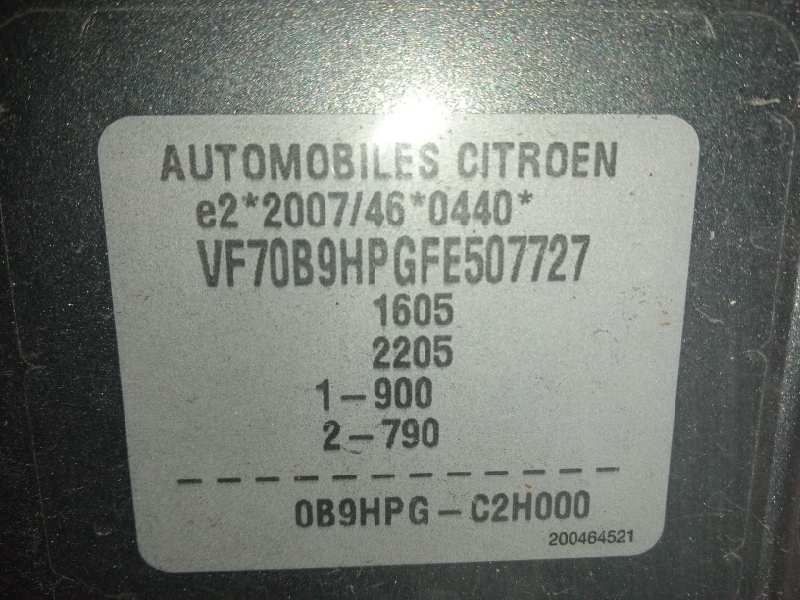 AUTOMOBILES CITROEN
e2*2007/46*0440*
VF70B9HPGFE507727
1605
2205
1-900
2-790
0B9HPG-C2H000
200464521